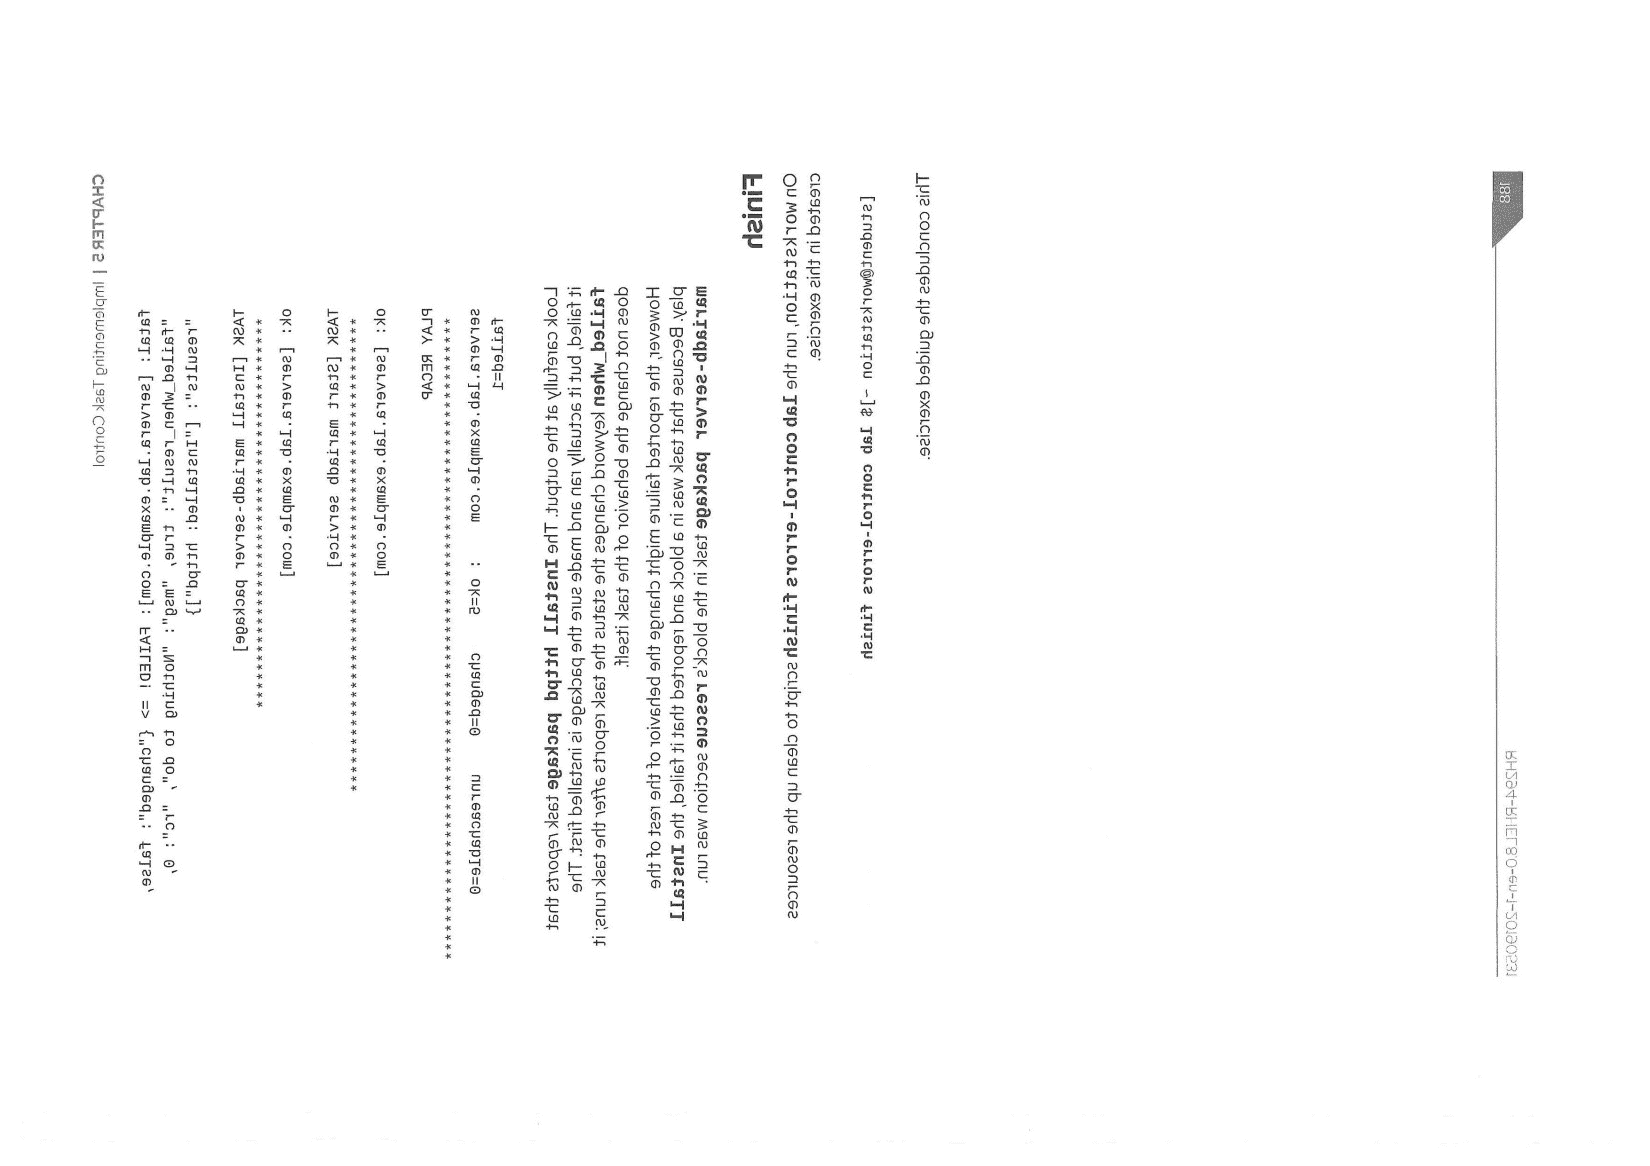 CHAPTER 5 | Implementing Task Control
fatal: [servera.lab.example.com]: FAILED! => {"changed": false,
"failed_when_result": true, "msg": "Nothing to do", "rc": 0,
"results": ["Installed: httpd"]}
TASK [Install mariadb-server package]
****************************************
ok: [servera.lab.example.com]
TASK [Start mariadb service]
**************************************************
ok: [servera.lab.example.com]
PLAY RECAP
********************************************************************
servera.lab.example.com : ok=5 changed=0 unreachable=0
failed=1
Look carefully at the output. The Install httpd package task reports that
it failed, but it actually ran and made sure the package is installed first. The
failed_when keyword changes the status the task reports after the task runs; it
does not change the behavior of the task itself.
However, the reported failure might change the behavior of the rest of the
play. Because that task was in a block and reported that it failed, the Install
mariadb-server package task in the block's rescue section was run.
Finish
On workstation, run the lab control-errors finish script to clean up the resources
created in this exercise.
[student@workstation ~]$ lab control-errors finish
This concludes the guided exercise.
188
RH294-RHEL8.0-en-1-20190531